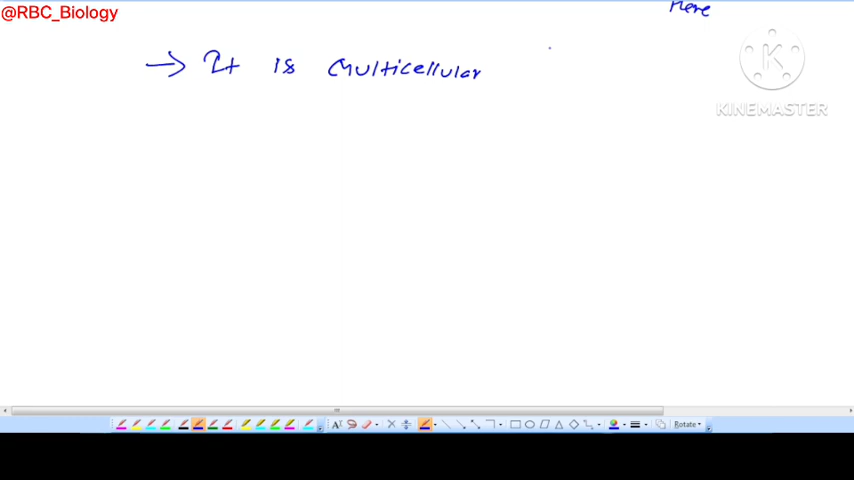 @RBC_Biology
Here
→ It is Multicellular
KINEMASTER
Rotate